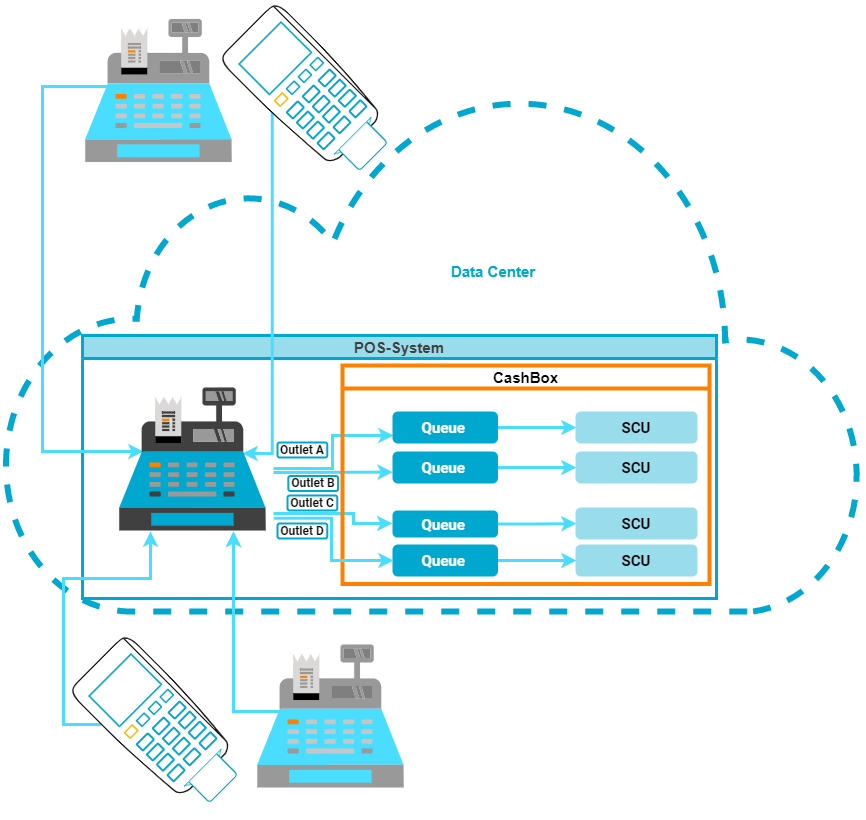 Data Center
POS-System
CashBox
Outlet A
Queue
SCU
Outlet B
Queue
SCU
Outlet C
Queue
SCU
Outlet D
Queue
SCU